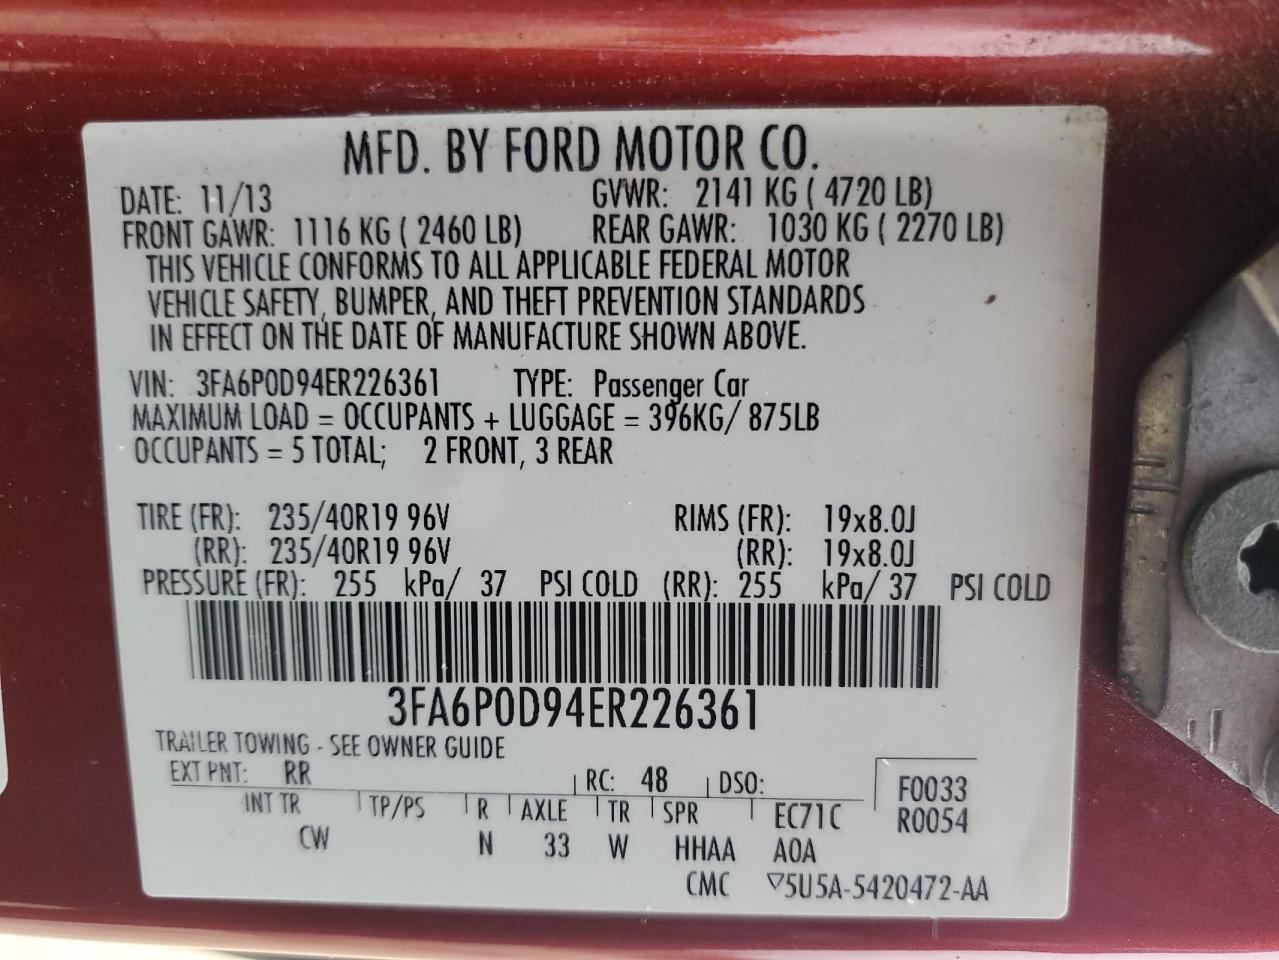 MFD. BY FORD MOTOR CO.
DATE: 11/13 GVWR: 2141 KG ( 4720 LB)
FRONT GAWR: 1116 KG ( 2460 LB) REAR GAWR: 1030 KG ( 2270 LB)
THIS VEHICLE CONFORMS TO ALL APPLICABLE FEDERAL MOTOR
VEHICLE SAFETY, BUMPER, AND THEFT PREVENTION STANDARDS
IN EFFECT ON THE DATE OF MANUFACTURE SHOWN ABOVE.
VIN: 3FA6P0D94ER226361 TYPE: Passenger Car
MAXIMUM LOAD = OCCUPANTS + LUGGAGE = 396KG/ 875LB
OCCUPANTS = 5 TOTAL; 2 FRONT, 3 REAR
TIRE (FR): 235/40R19 96V RIMS (FR): 19x8.0J
(RR): 235/40R19 96V (RR): 19x8.0J
PRESSURE (FR): 255 kPa/ 37 PSI COLD (RR): 255 kPa/ 37 PSI COLD
3FA6P0D94ER226361
TRAILER TOWING - SEE OWNER GUIDE
EXT PNT: RR RC: 48 DSO: F0033
INT TR TP/PS R AXLE TR SPR EC71C R0054
CW N 33 W HHAA A0A
CMC ▽5U5A-5420472-AA